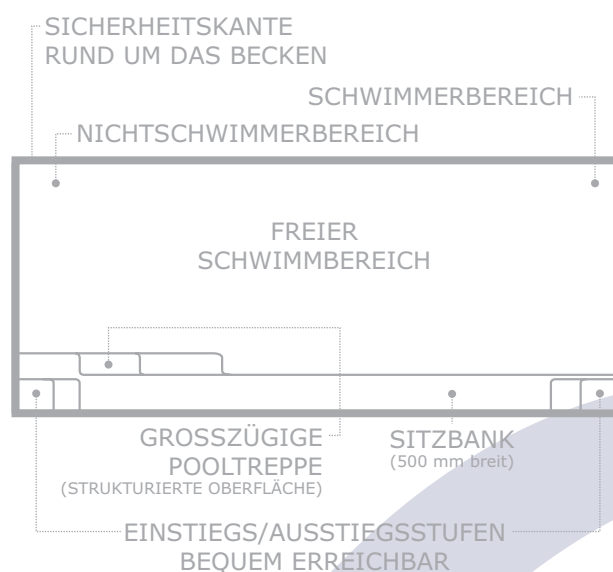 SICHERHEITSKANTE
RUND UM DAS BECKEN
SCHWIMMERBEREICH
NICHTSCHWIMMERBEREICH
FREIER
SCHWIMMBEREICH
GROSSZÜGIGE
POOLTREPPE
(STRUKTURIERTE OBERFLÄCHE)
SITZBANK
(500 mm breit)
EINSTIEGS/AUSSTIEGSSTUFEN
BEQUEM ERREICHBAR